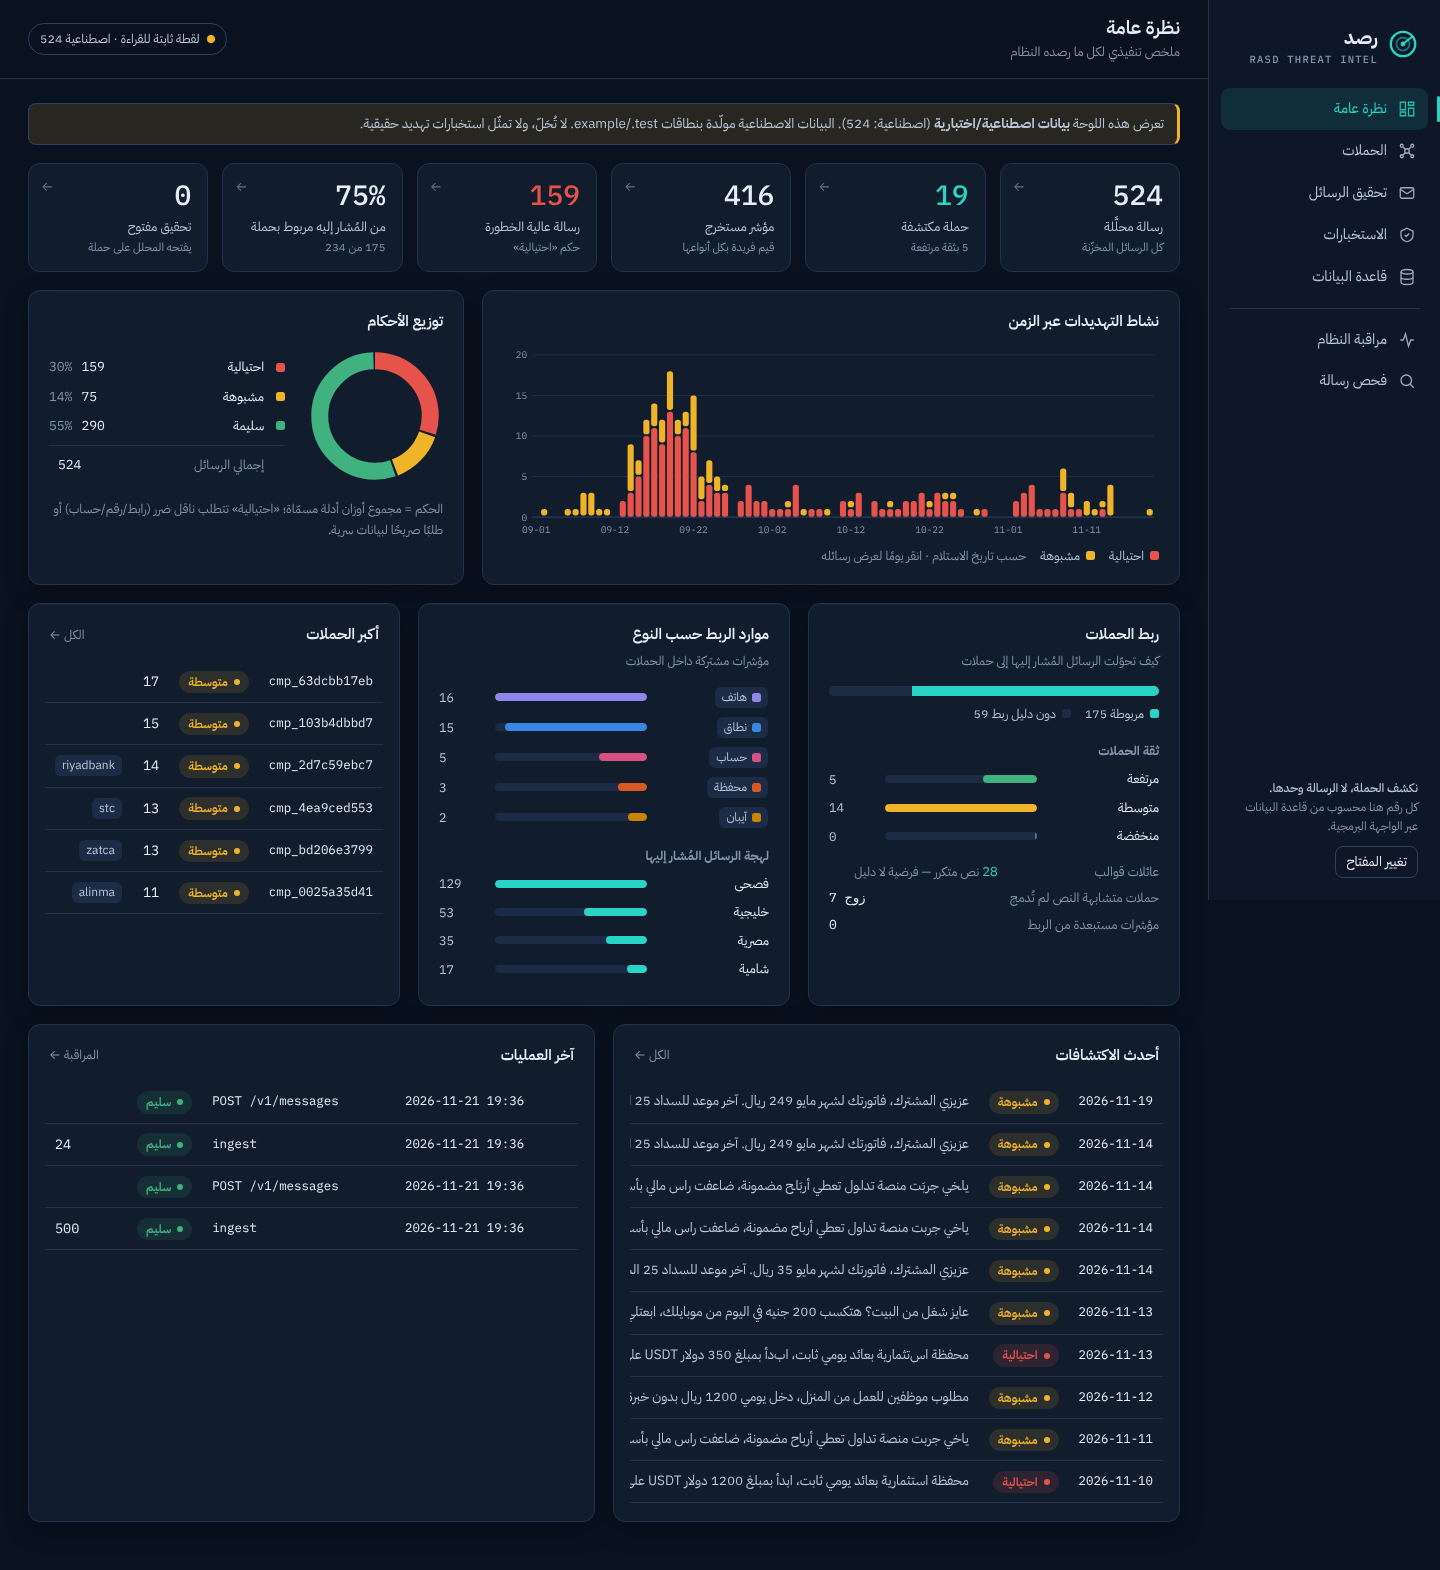 رصد
RASD THREAT INTEL
نظرة عامة
الحملات
تحقيق الرسائل
الاستخبارات
قاعدة البيانات
مراقبة النظام
فحص رسالة
نكشف الحملة، لا الرسالة وحدها.
كل رقم هنا محسوب من قاعدة البيانات
عبر الواجهة البرمجية.
تغيير المفتاح
نظرة عامة
ملخص تنفيذي لكل ما رصده النظام
لقطة ثابتة للقراءة · اصطناعية 524
تعرض هذه اللوحة بيانات اصطناعية/اختبارية (اصطناعية: 524). البيانات الاصطناعية مولّدة بنطاقات example/.test. لا تُحَلّ، ولا تمثّل استخبارات تهديد حقيقية.
524
رسالة محلَّلة
كل الرسائل المخزّنة
←
19
حملة مكتشفة
5 بثقة مرتفعة
←
416
مؤشر مستخرج
قيم فريدة بكل أنواعها
←
159
رسالة عالية الخطورة
حكم «احتيالية»
←
75%
من المُشار إليه مربوط بحملة
175 من 234
←
0
تحقيق مفتوح
يفتحه المحلل على حملة
←
نشاط التهديدات عبر الزمن
20
15
10
5
0
09-01 09-12 09-22 10-02 10-12 10-22 11-01 11-11
احتيالية مشبوهة حسب تاريخ الاستلام · انقر يومًا لعرض رسائله
توزيع الأحكام
احتيالية 159 30%
مشبوهة 75 14%
سليمة 290 55%
إجمالي الرسائل 524
الحكم = مجموع أوزان أدلة مسمّاة؛ «احتيالية» تتطلب ناقل ضرر (رابط/رقم/حساب) أو
طلبًا صريحًا لبيانات سرية.
ربط الحملات
كيف تحوّلت الرسائل المُشار إليها إلى حملات
مربوطة 175 دون دليل ربط 59
ثقة الحملات
مرتفعة 5
متوسطة 14
منخفضة 0
عائلات قوالب 28 نص متكرر — فرضية لا دليل
حملات متشابهة النص لم تُدمج 7 زوج
مؤشرات مستبعدة من الربط 0
موارد الربط حسب النوع
مؤشرات مشتركة داخل الحملات
هاتف 16
نطاق 15
حساب 5
محفظة 3
آيبان 2
لهجة الرسائل المُشار إليها
فصحى 129
خليجية 53
مصرية 35
شامية 17
أكبر الحملات
الكل ←
cmp_63dcbb17eb متوسطة 17
cmp_103b4dbbd7 متوسطة 15
cmp_2d7c59ebc7 متوسطة 14 riyadbank
cmp_4ea9ced553 متوسطة 13 stc
cmp_bd206e3799 متوسطة 13 zatca
cmp_0025a35d41 متوسطة 11 alinma
أحدث الاكتشافات
الكل ←
2026-11-19 مشبوهة عزيزي المشترك، فاتورتك لشهر مايو 249 ريال. آخر موعد للسداد 25
2026-11-14 مشبوهة عزيزي المشترك، فاتورتك لشهر مايو 249 ريال. آخر موعد للسداد 25
2026-11-14 مشبوهة منصة تداول تعطي مضمونة، ضاعفت راس مالي
2026-11-14 مشبوهة ياخي جربت منصة تداول تعطي أرباح مضمونة، ضاعفت راس مالي
2026-11-14 مشبوهة عزيزي المشترك، فاتورتك لشهر مايو 35 ريال. آخر موعد للسداد 25
2026-11-13 مشبوهة عايز شغل من البيت؟ هتكسب 200 جنيه في اليوم من موبايلك، ابعتلي
2026-11-13 احتيالية محفظة استثمارية بعائد يومي ثابت، ابدأ بمبلغ 350 دولار USDT
2026-11-12 مشبوهة مطلوب موظفين للعمل من المنزل، دخل يومي 1200 ريال بدون خبرة
2026-11-11 مشبوهة ياخي جربت منصة تداول تعطي أرباح مضمونة، ضاعفت راس مالي
2026-11-10 احتيالية محفظة استثمارية بعائد يومي ثابت، ابدأ بمبلغ 1200 دولار USDT
آخر العمليات
المراقبة ←
2026-11-21 19:36 POST /v1/messages سليم
2026-11-21 19:36 ingest سليم 24
2026-11-21 19:36 POST /v1/messages سليم
2026-11-21 19:36 ingest سليم 500